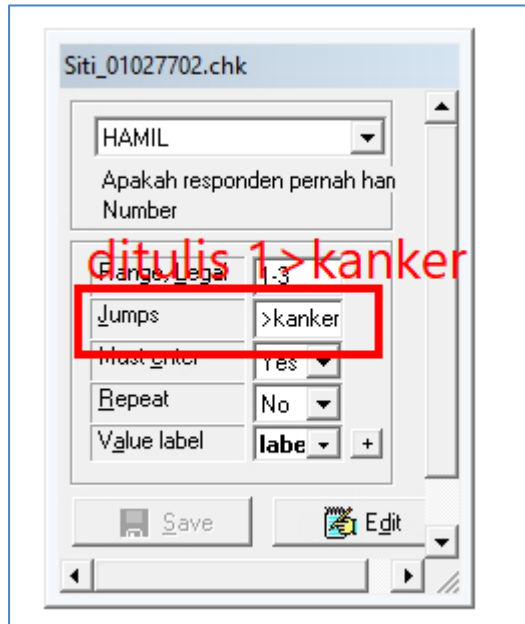 Siti_01027702.chk
HAMIL
Apakah responden pernah han
Number
ditulis 1>kanker
Range, Legal 1-3
Jumps >kanker
Must enter Yes
Repeat No
Value label labe +
Save Edit